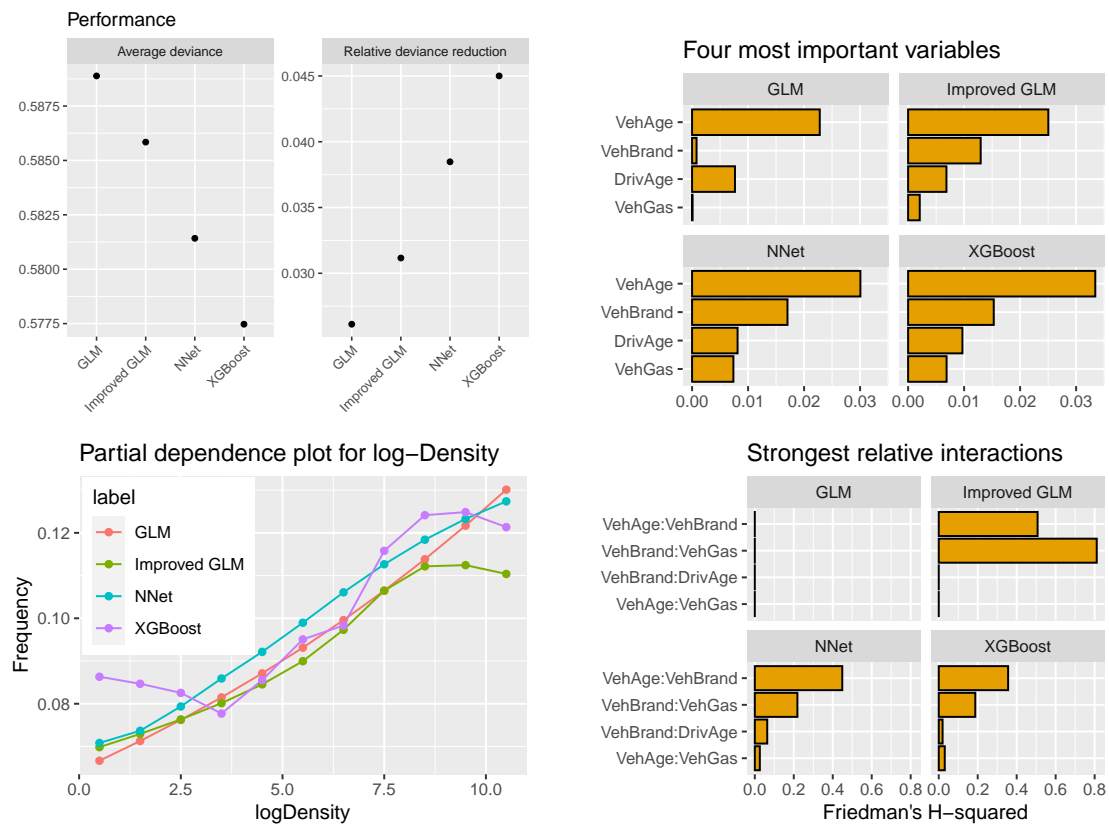 Performance
Average deviance
Relative deviance reduction
0.5875
0.5850
0.5825
0.5800
0.5775
0.045
0.040
0.035
0.030
GLM
Improved GLM
NNet
XGBoost
GLM
Improved GLM
NNet
XGBoost
Four most important variables
GLM
Improved GLM
VehAge
VehBrand
DrivAge
VehGas
NNet
XGBoost
VehAge
VehBrand
DrivAge
VehGas
0.00 0.01 0.02 0.03
0.00 0.01 0.02 0.03
Partial dependence plot for log−Density
label
GLM
Improved GLM
NNet
XGBoost
Frequency
0.12
0.10
0.08
0.0 2.5 5.0 7.5 10.0
logDensity
Strongest relative interactions
GLM
Improved GLM
VehAge:VehBrand
VehBrand:VehGas
VehBrand:DrivAge
VehAge:VehGas
NNet
XGBoost
VehAge:VehBrand
VehBrand:VehGas
VehBrand:DrivAge
VehAge:VehGas
0.0 0.2 0.4 0.6 0.8
0.0 0.2 0.4 0.6 0.8
Friedman's H−squared